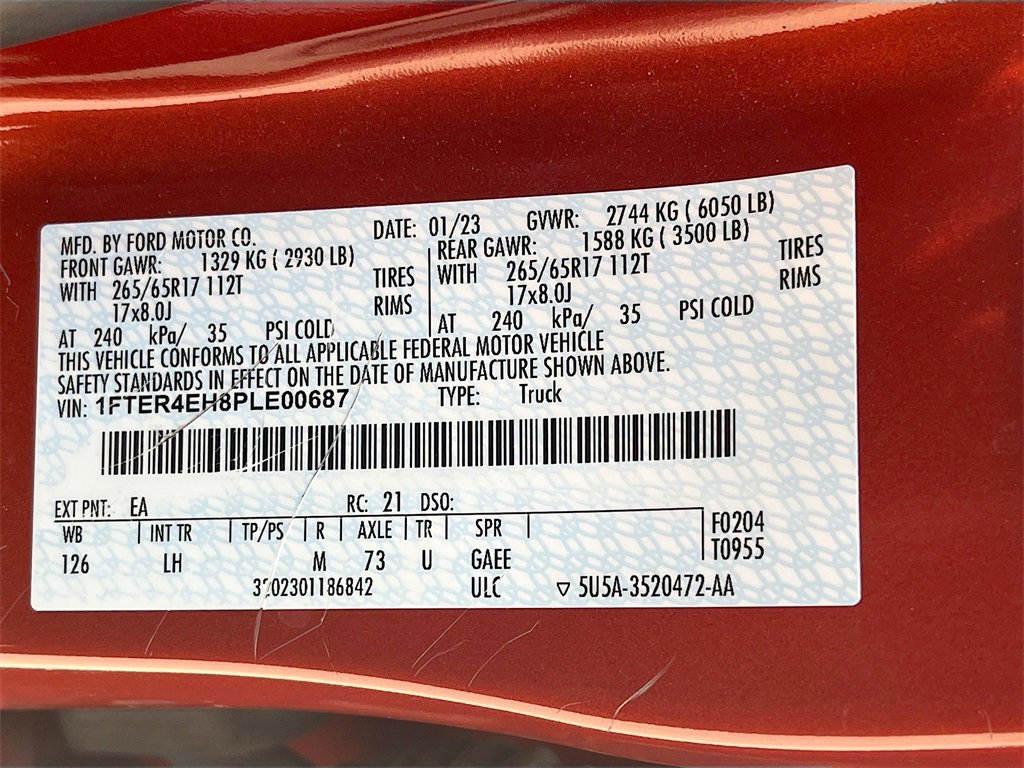 MFD. BY FORD MOTOR CO. DATE: 01/23 GVWR: 2744 KG ( 6050 LB)
FRONT GAWR: 1329 KG ( 2930 LB) REAR GAWR: 1588 KG ( 3500 LB)
WITH 265/65R17 112T TIRES WITH 265/65R17 112T TIRES
17x8.0J RIMS 17x8.0J RIMS
AT 240 kPa/ 35 PSI COLD AT 240 kPa/ 35 PSI COLD
THIS VEHICLE CONFORMS TO ALL APPLICABLE FEDERAL MOTOR VEHICLE
SAFETY STANDARDS IN EFFECT ON THE DATE OF MANUFACTURE SHOWN ABOVE.
VIN: 1FTER4EH8PLE00687 TYPE: Truck
EXT PNT: EA RC: 21 DSO:
WB INT TR TP/PS R AXLE TR SPR F0204
126 LH M 73 U GAEE T0955
ULC ▽ 5U5A-3520472-AA